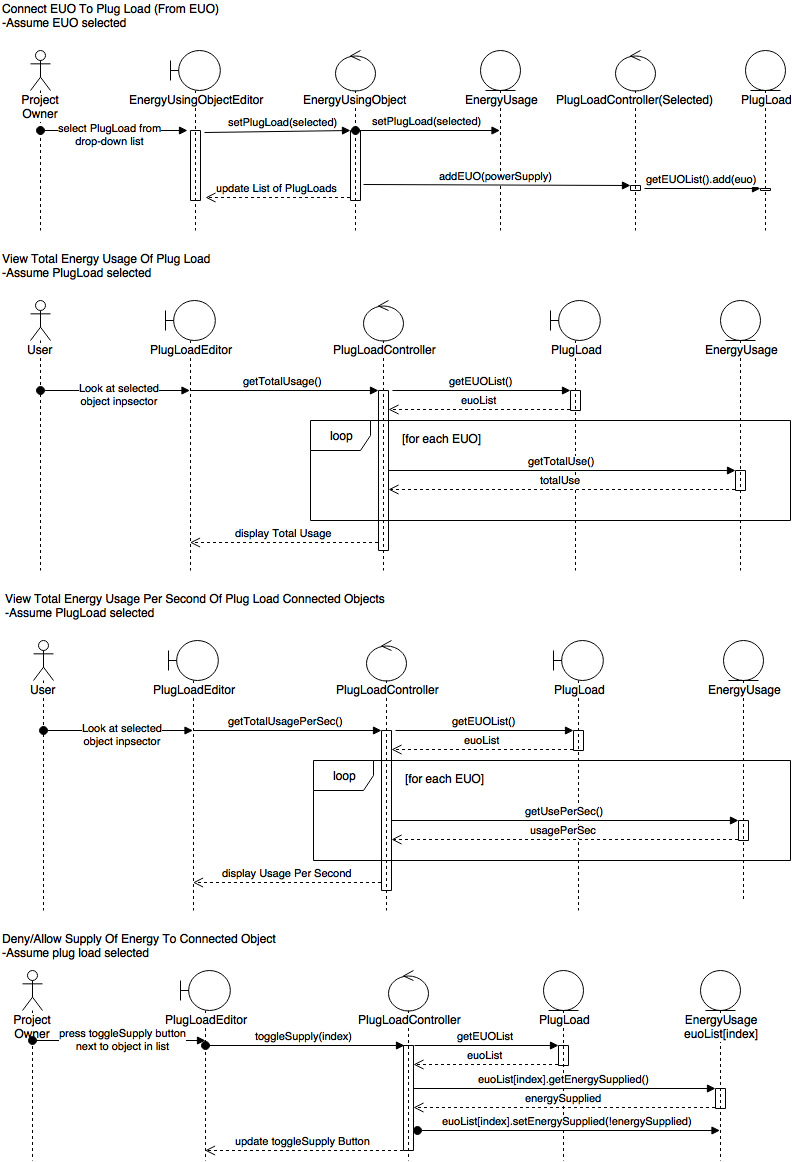 Connect EUO To Plug Load (From EUO)
-Assume EUO selected
Project
Owner
EnergyUsingObjectEditor
EnergyUsingObject
EnergyUsage
PlugLoadController(Selected)
PlugLoad
select PlugLoad from
drop-down list
setPlugLoad(selected)
setPlugLoad(selected)
addEUO(powerSupply)
getEUOList().add(euo)
update List of PlugLoads
View Total Energy Usage Of Plug Load
-Assume PlugLoad selected
User
PlugLoadEditor
PlugLoadController
PlugLoad
EnergyUsage
Look at selected
object inpsector
getTotalUsage()
getEUOList()
euoList
loop
[for each EUO]
getTotalUse()
totalUse
display Total Usage
View Total Energy Usage Per Second Of Plug Load Connected Objects
-Assume PlugLoad selected
User
PlugLoadEditor
PlugLoadController
PlugLoad
EnergyUsage
Look at selected
object inpsector
getTotalUsagePerSec()
getEUOList()
euoList
loop
[for each EUO]
getUsePerSec()
usagePerSec
display Usage Per Second
Deny/Allow Supply Of Energy To Connected Object
-Assume plug load selected
Project
Owner
PlugLoadEditor
PlugLoadController
PlugLoad
EnergyUsage
euoList[index]
press toggleSupply button
next to object in list
toggleSupply(index)
getEUOList
euoList
euoList[index].getEnergySupplied()
energySupplied
euoList[index].setEnergySupplied(!energySupplied)
update toggleSupply Button